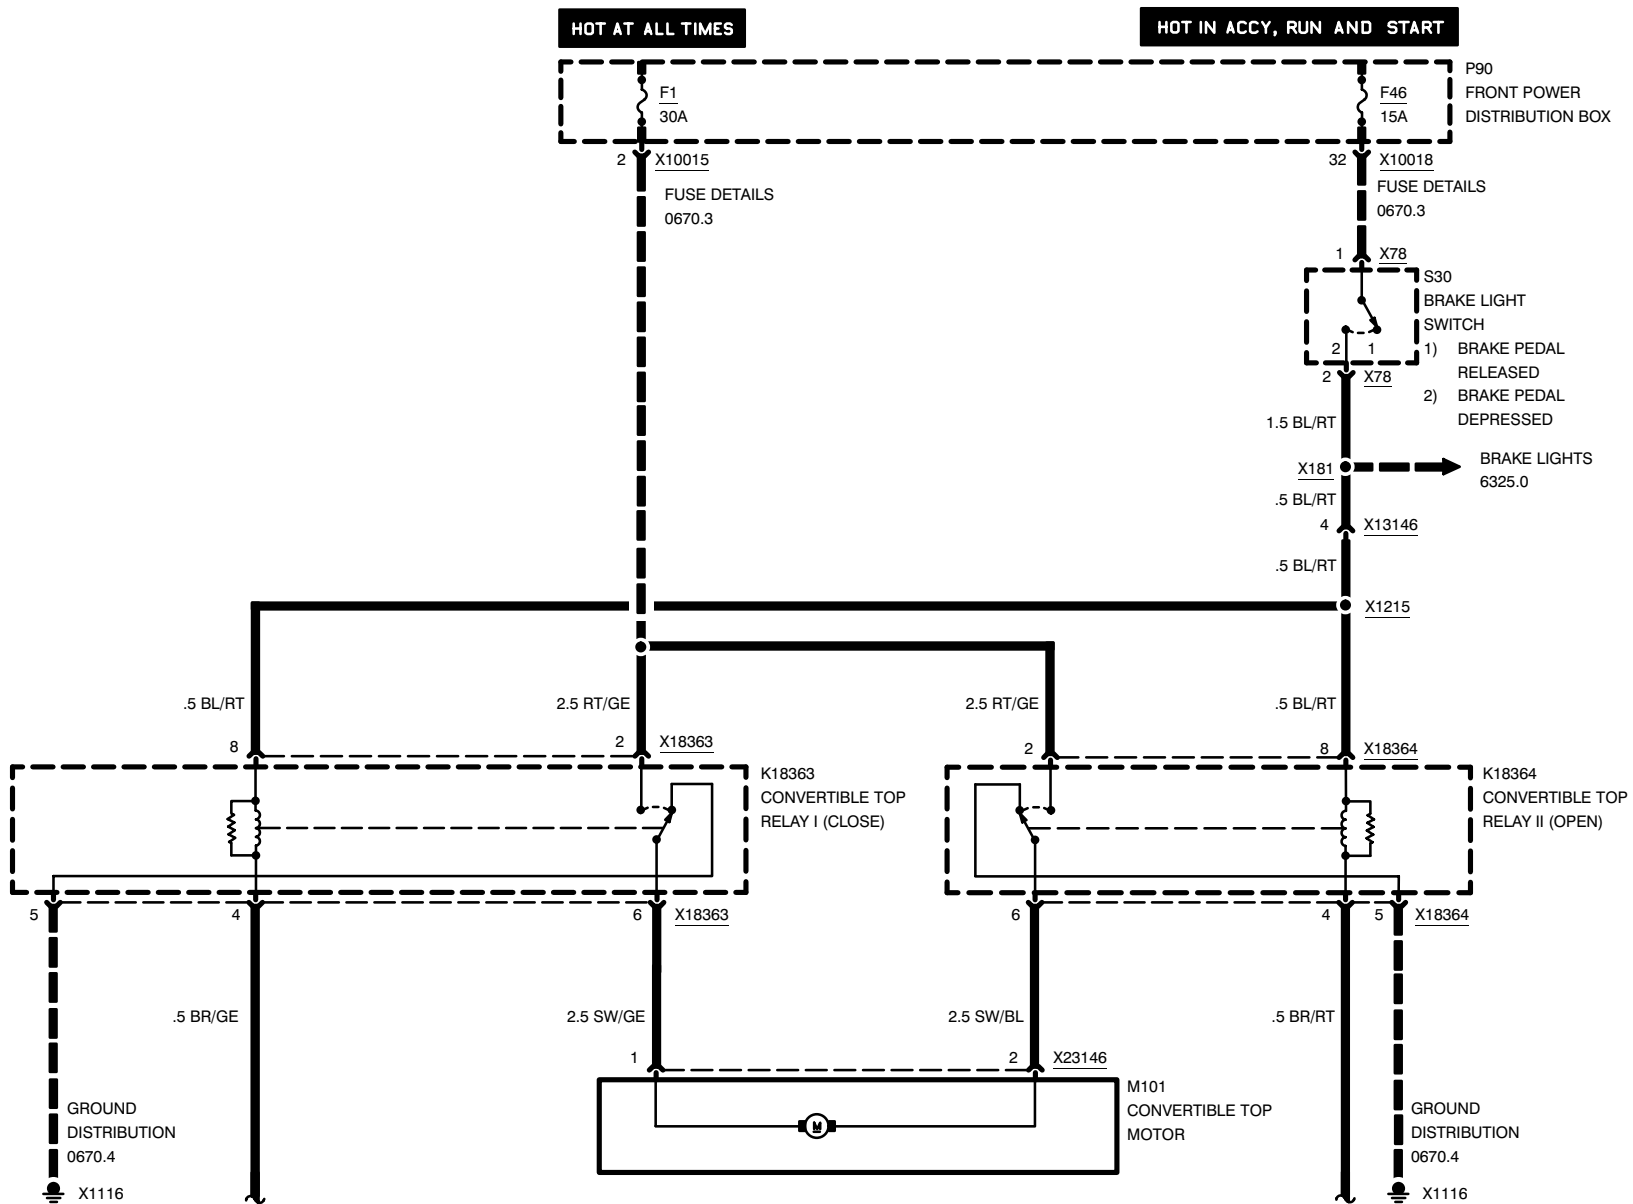 HOT AT ALL TIMES
HOT IN ACCY, RUN AND START
F1
30A
F46
15A
P90
FRONT POWER
DISTRIBUTION BOX
2 X10015
32 X10018
FUSE DETAILS
0670.3
FUSE DETAILS
0670.3
1 X78
S30
BRAKE LIGHT
SWITCH
2 1
1) BRAKE PEDAL
RELEASED
2) BRAKE PEDAL
DEPRESSED
2 X78
1.5 BL/RT
X181
BRAKE LIGHTS
6325.0
.5 BL/RT
4 X13146
.5 BL/RT
X1215
.5 BL/RT
2.5 RT/GE
2.5 RT/GE
.5 BL/RT
8
2 X18363
2
8 X18364
K18363
CONVERTIBLE TOP
RELAY I (CLOSE)
K18364
CONVERTIBLE TOP
RELAY II (OPEN)
5
4
6 X18363
6
4
5 X18364
.5 BR/GE
2.5 SW/GE
2.5 SW/BL
.5 BR/RT
1
2 X23146
M
M101
CONVERTIBLE TOP
MOTOR
GROUND
DISTRIBUTION
0670.4
X1116
GROUND
DISTRIBUTION
0670.4
X1116